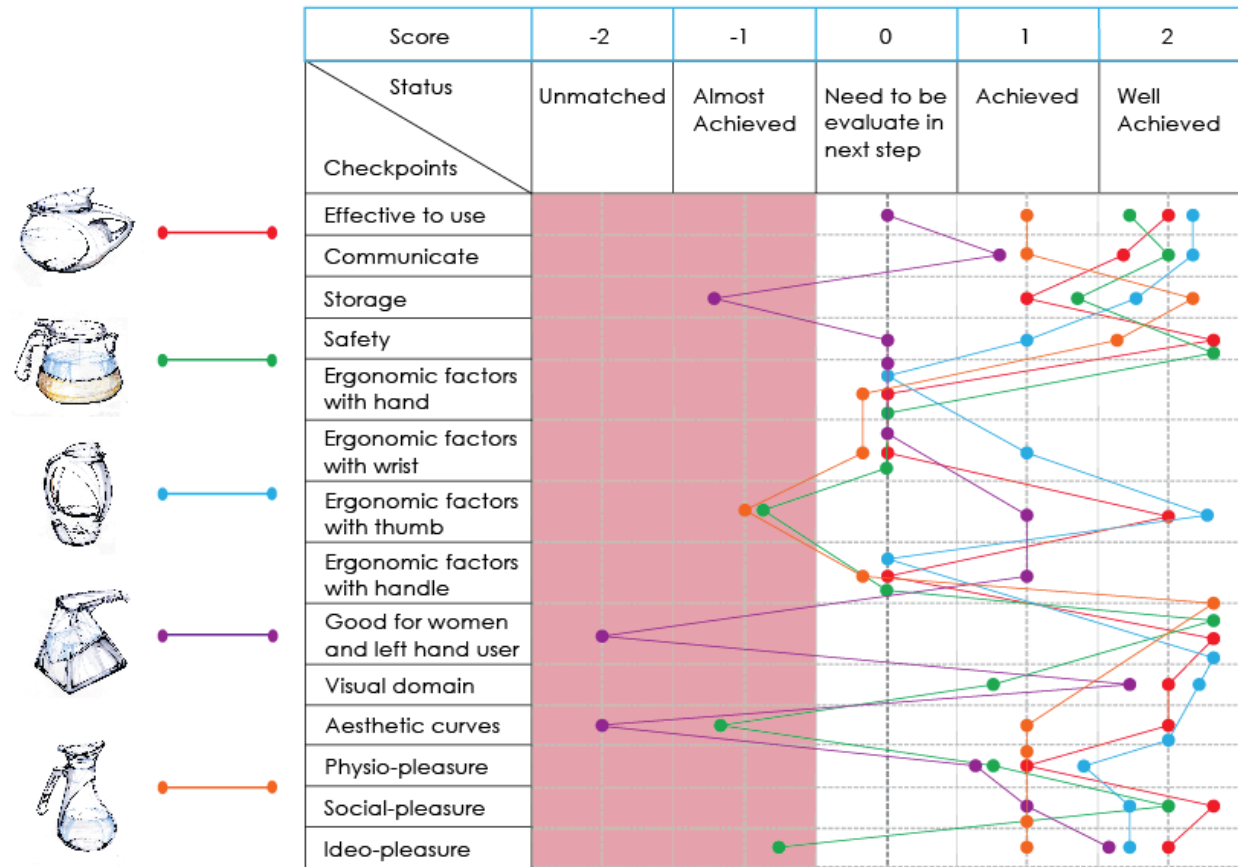 Score -2 -1 0 1 2
Status
Unmatched
Almost
Achieved
Need to be
evaluate in
next step
Achieved
Well
Achieved
Checkpoints
Effective to use
Communicate
Storage
Safety
Ergonomic factors
with hand
Ergonomic factors
with wrist
Ergonomic factors
with thumb
Ergonomic factors
with handle
Good for women
and left hand user
Visual domain
Aesthetic curves
Physio-pleasure
Social-pleasure
Ideo-pleasure